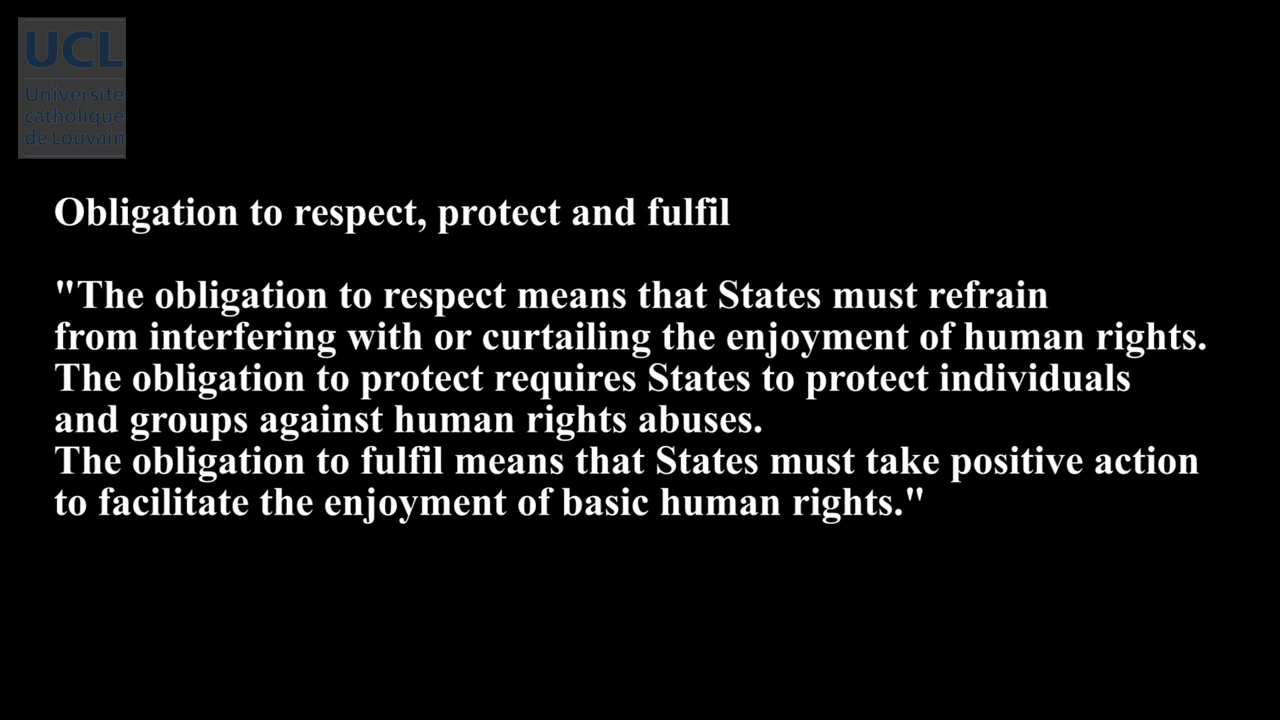 UCL
Université
catholique
de Louvain
Obligation to respect, protect and fulfil
"The obligation to respect means that States must refrain
from interfering with or curtailing the enjoyment of human rights.
The obligation to protect requires States to protect individuals
and groups against human rights abuses.
The obligation to fulfil means that States must take positive action
to facilitate the enjoyment of basic human rights."